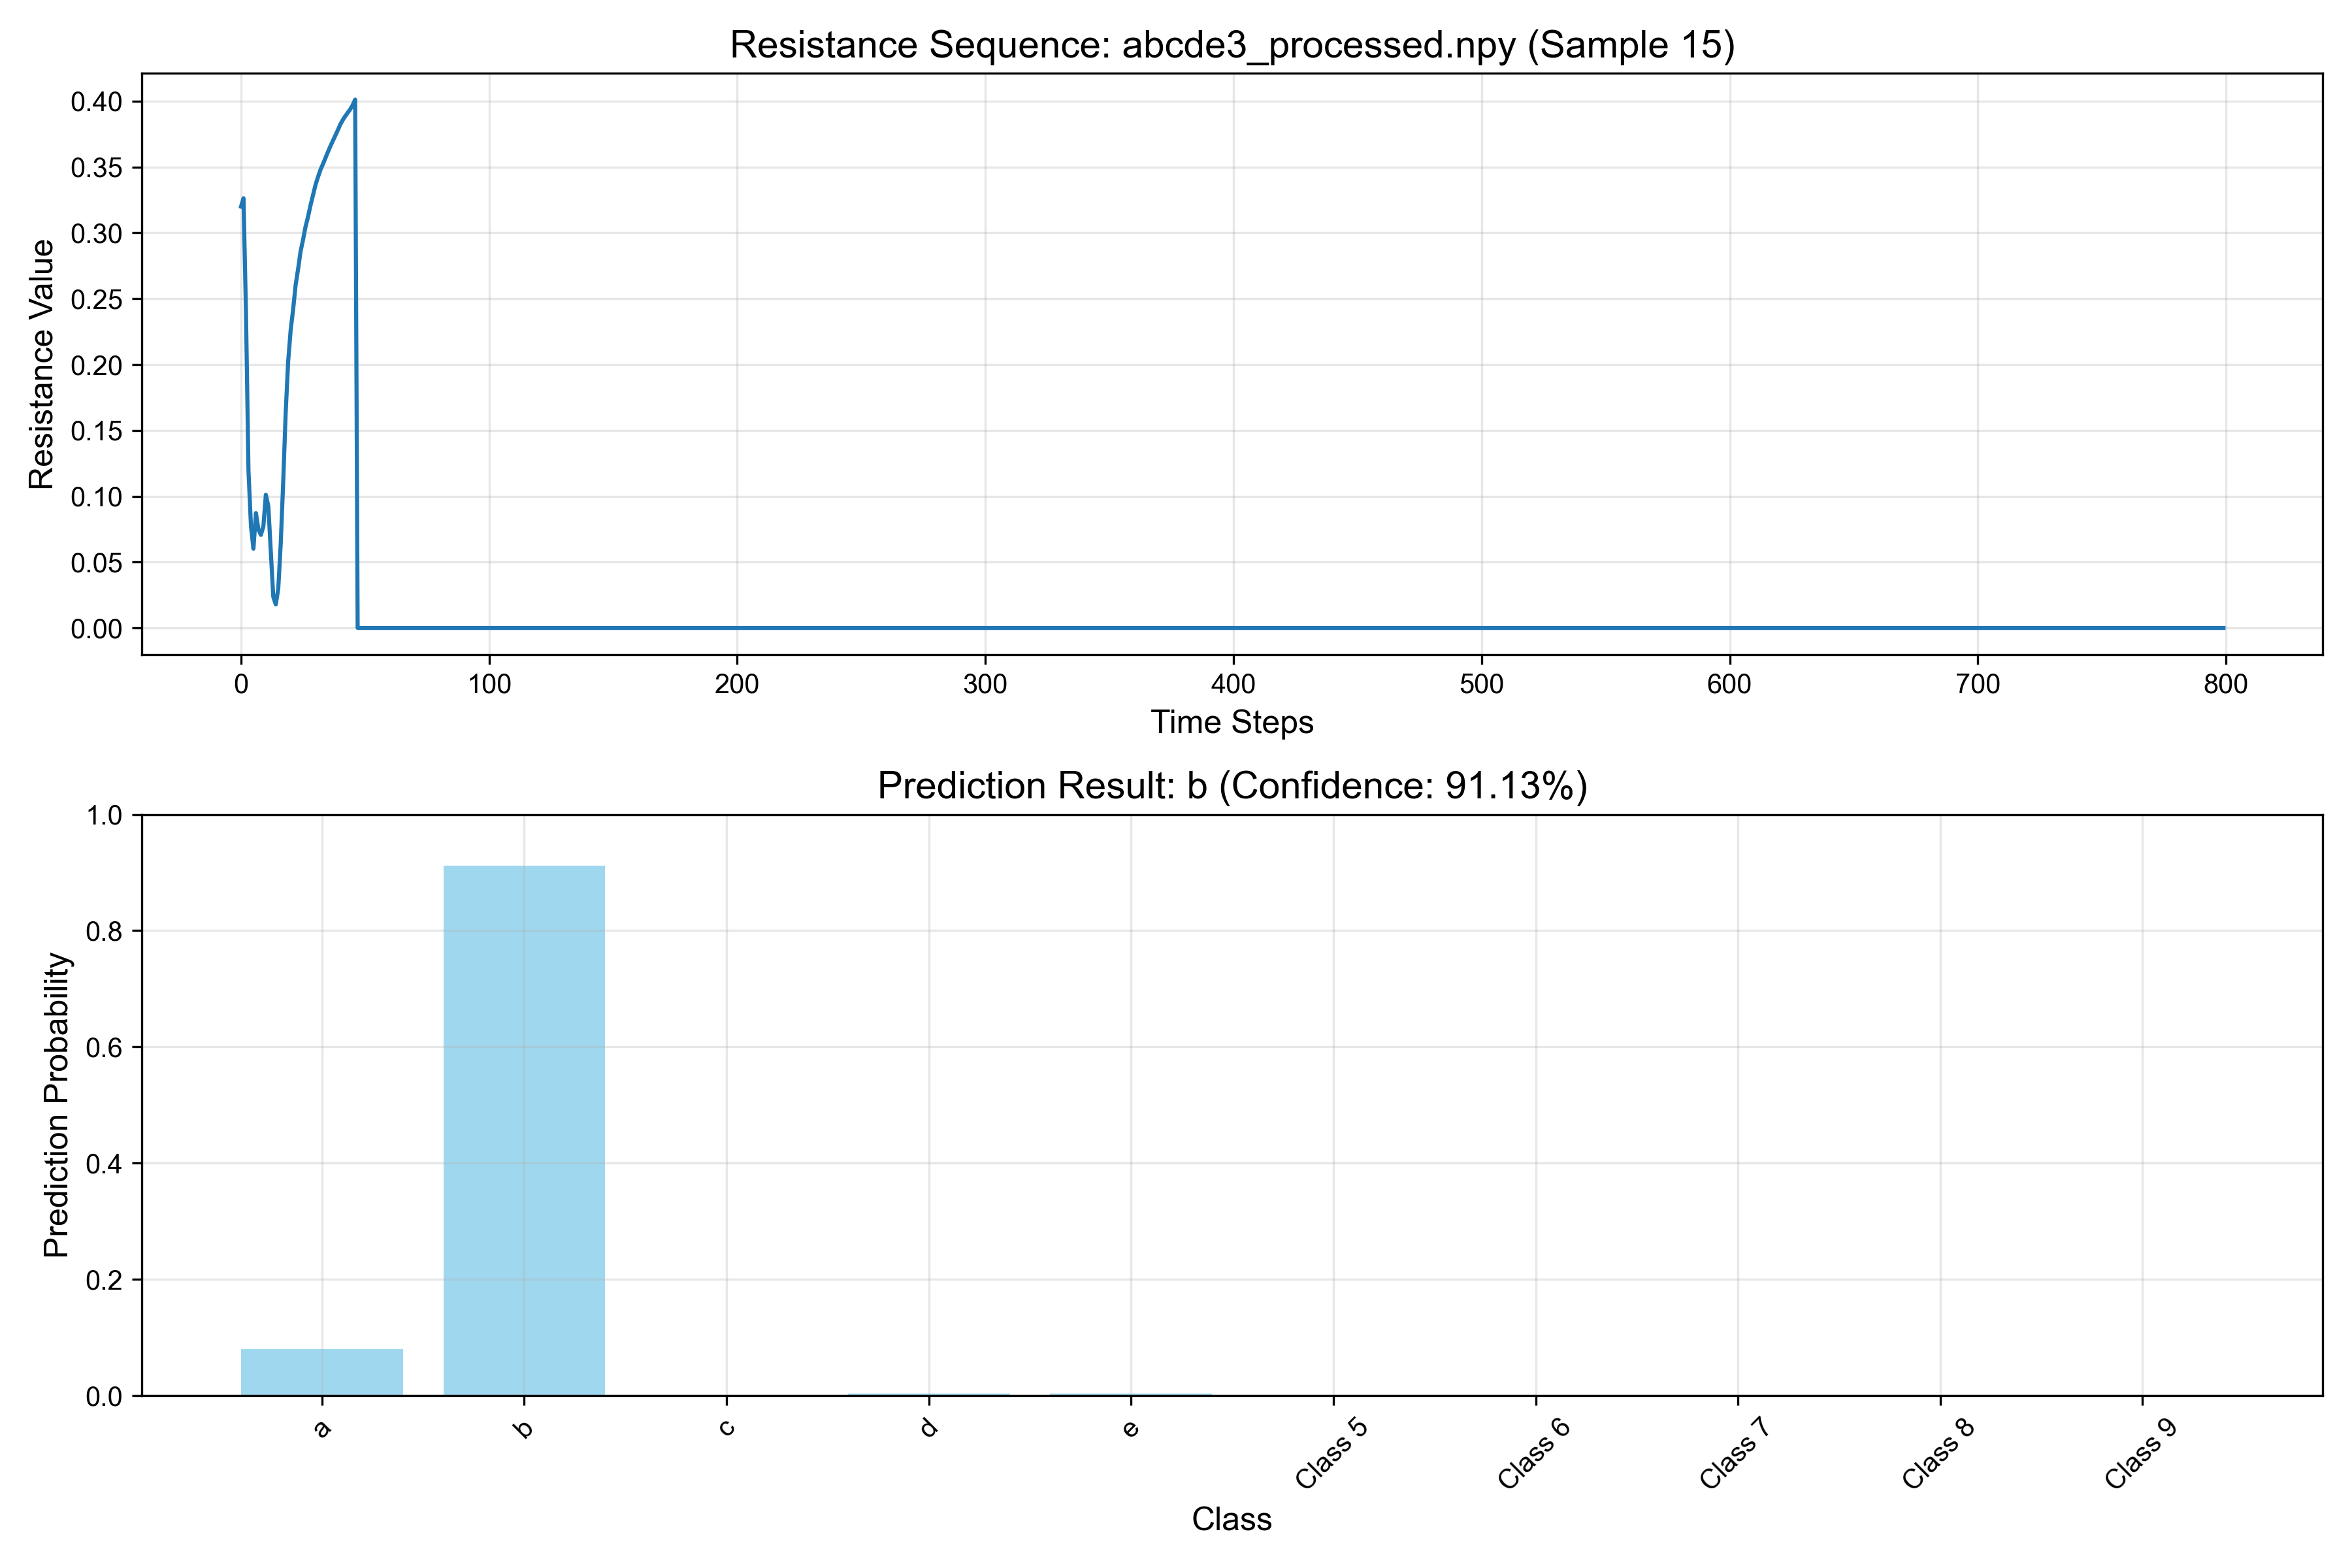 Resistance Sequence: abcde3_processed.npy (Sample 15)
Resistance Value
0.40
0.35
0.30
0.25
0.20
0.15
0.10
0.05
0.00
0 100 200 300 400 500 600 700 800
Time Steps
Prediction Result: b (Confidence: 91.13%)
Prediction Probability
1.0
0.8
0.6
0.4
0.2
0.0
a b c d e Class 5 Class 6 Class 7 Class 8 Class 9
Class